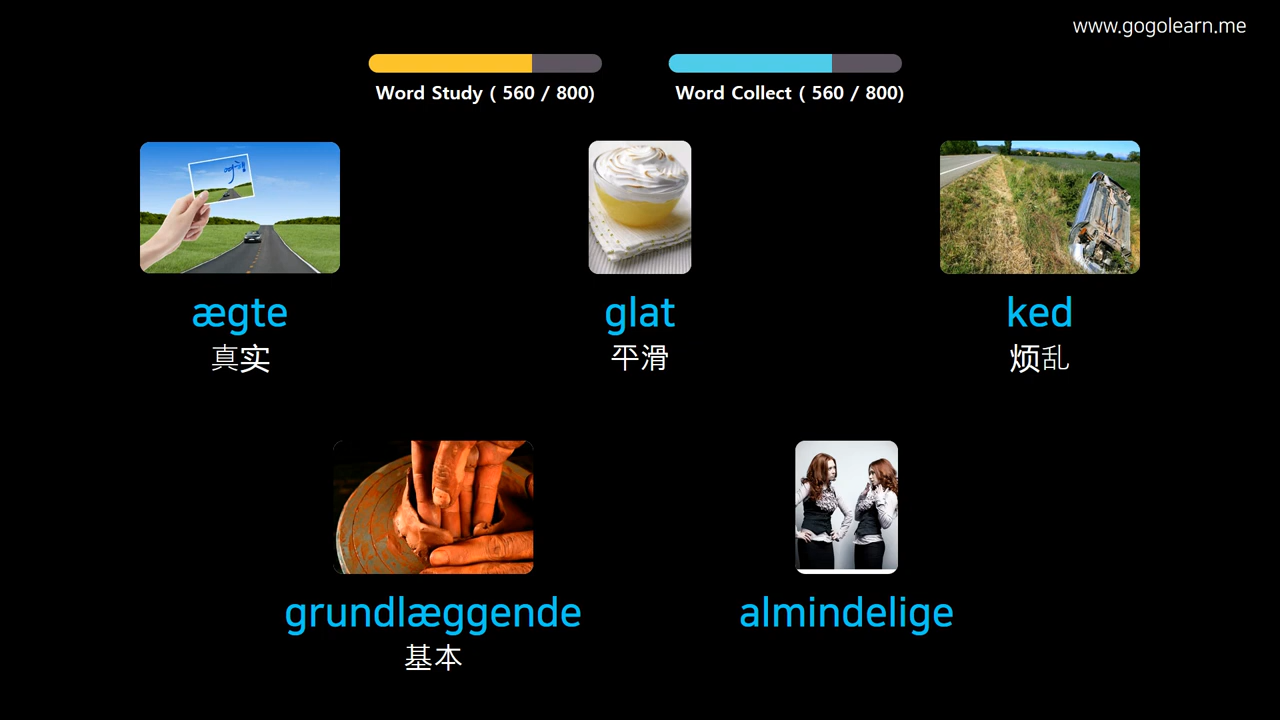 www.gogolearn.me
Word Study ( 560 / 800)
Word Collect ( 560 / 800)
ægte
真实
glat
平滑
ked
烦乱
grundlæggende
基本
almindelige